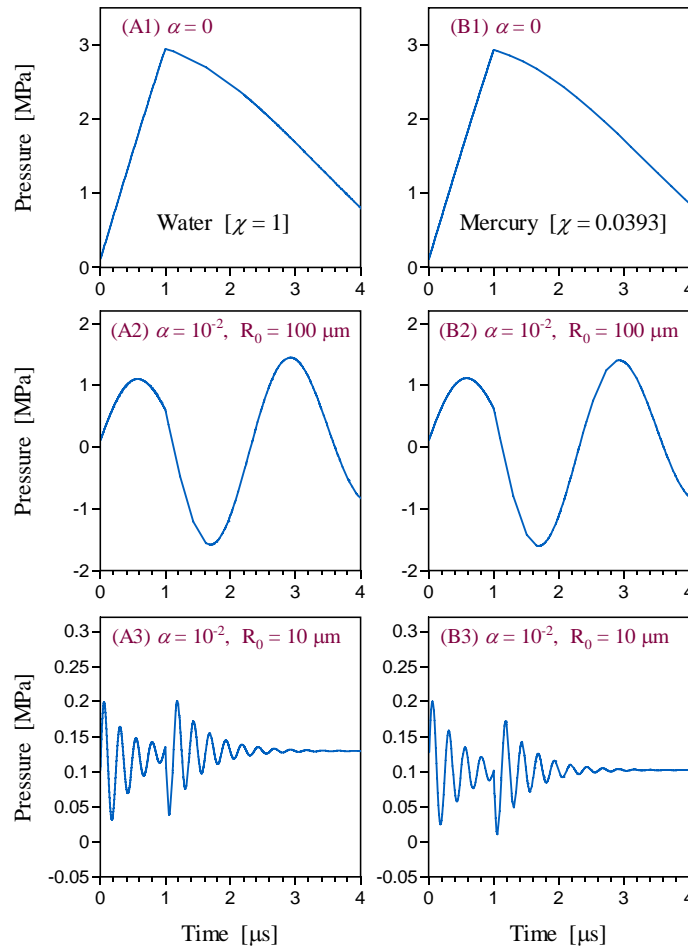 (A1) α = 0
(B1) α = 0
Pressure [MPa]
3
2
1
0
Water [χ = 1]
0 1 2 3 4
3
2
1
0
Mercury [χ = 0.0393]
0 1 2 3 4
(A2) α = 10⁻², R₀ = 100 μm
(B2) α = 10⁻², R₀ = 100 μm
Pressure [MPa]
2
1
0
-1
-2
0 1 2 3 4
2
1
0
-1
-2
0 1 2 3 4
(A3) α = 10⁻², R₀ = 10 μm
(B3) α = 10⁻², R₀ = 10 μm
Pressure [MPa]
0.3
0.25
0.2
0.15
0.1
0.05
0
-0.05
0 1 2 3 4
0.3
0.25
0.2
0.15
0.1
0.05
0
-0.05
0 1 2 3 4
Time [μs]
Time [μs]